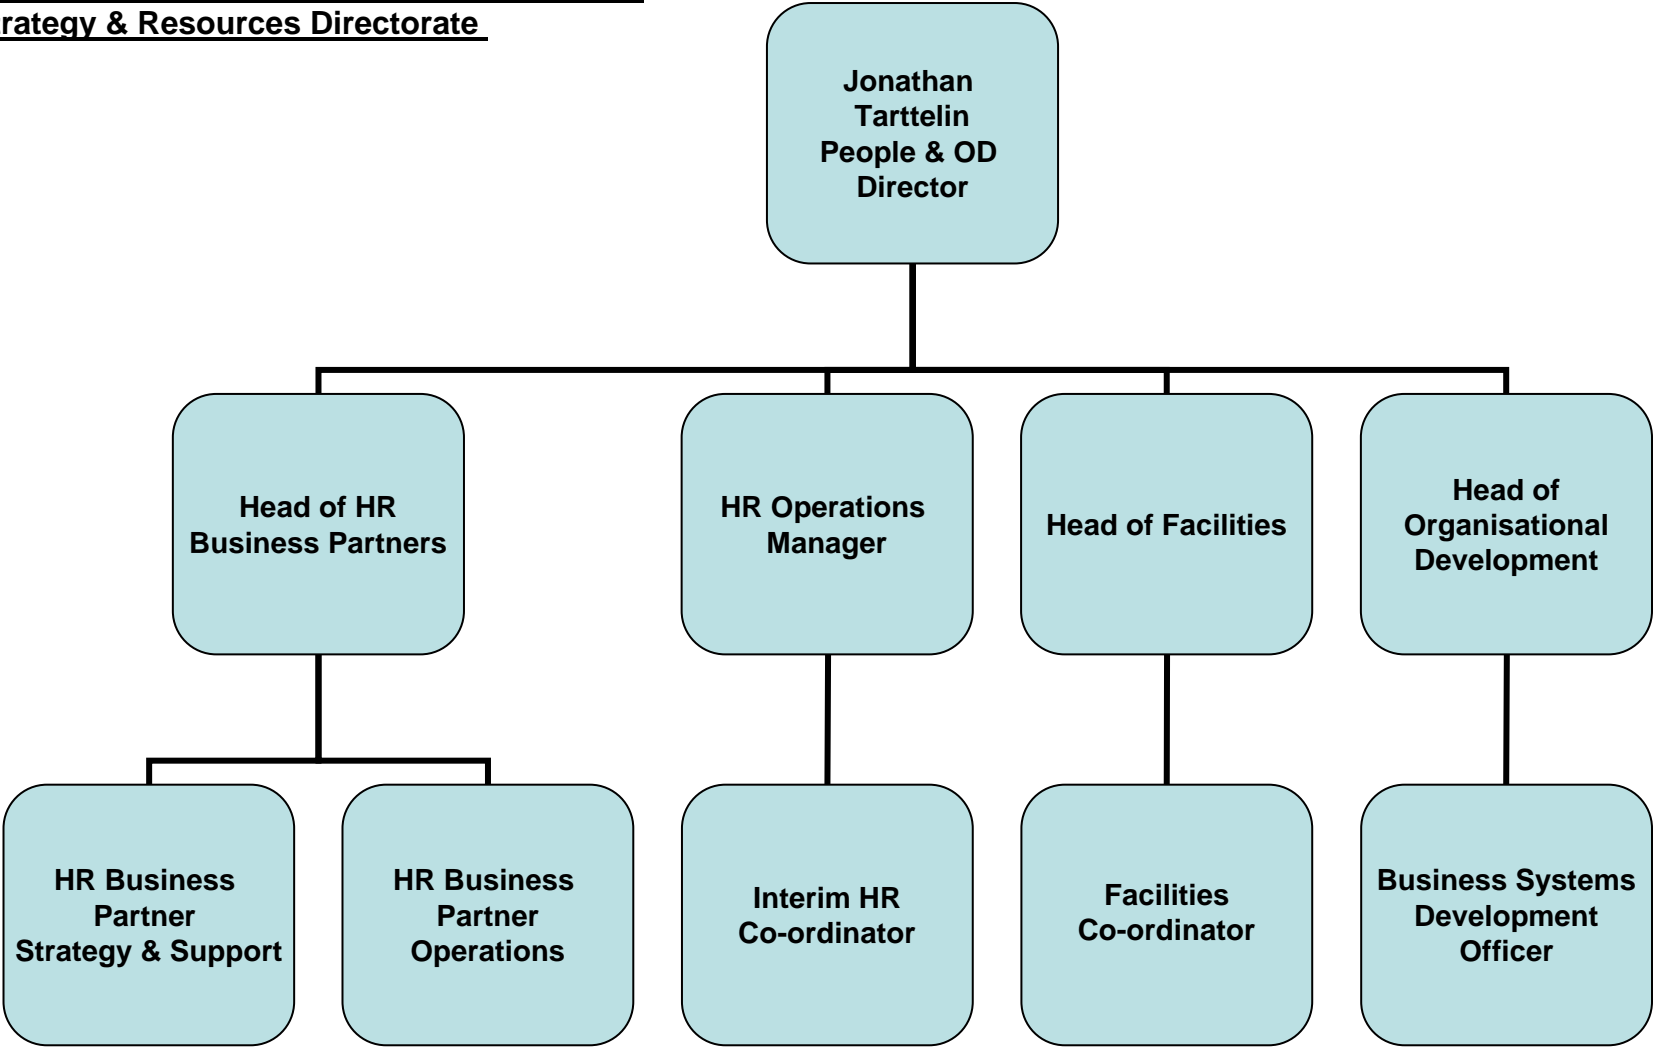 rategy & Resources Directorate
Jonathan
Tarttelin
People & OD
Director
Head of HR
Business Partners
HR Operations
Manager
Head of Facilities
Head of
Organisational
Development
HR Business
Partner
Strategy & Support
HR Business
Partner
Operations
Interim HR
Co-ordinator
Facilities
Co-ordinator
Business Systems
Development
Officer